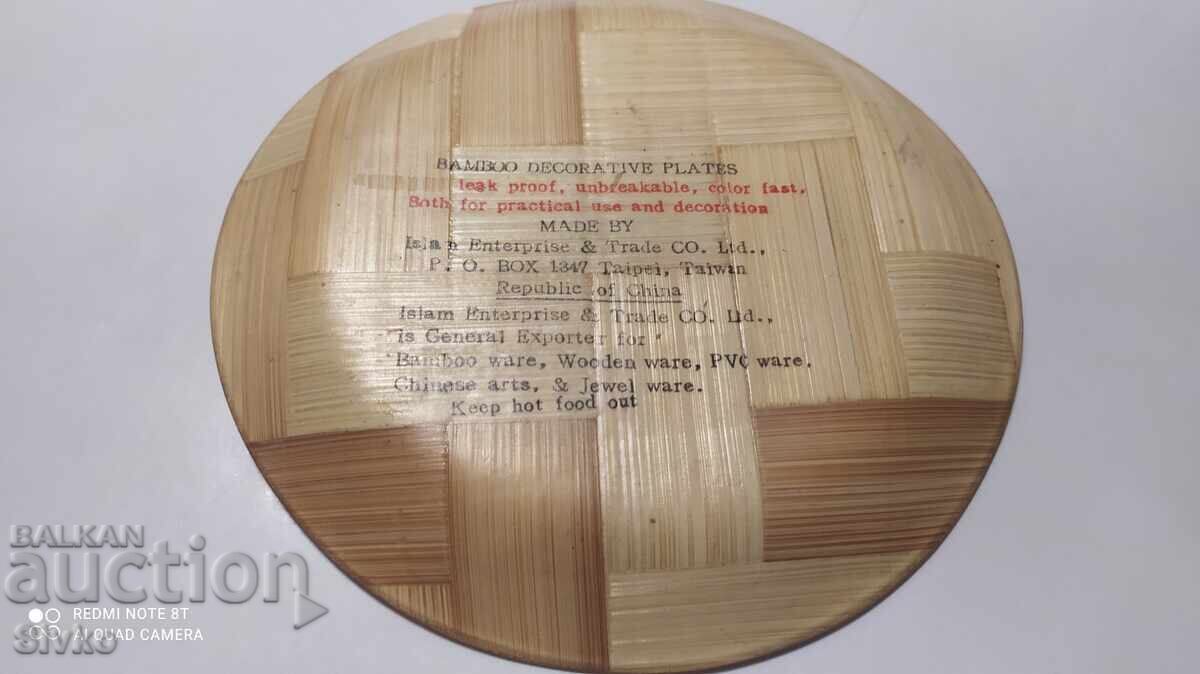 BAMBOO DECORATIVE PLATES
leak proof, unbreakable, color fast.
Both for practical use and decoration
MADE BY
Islam Enterprise & Trade CO. Ltd.,
P. O. BOX 1347 Taipei, Taiwan
Republic of China
Islam Enterprise & Trade CO. Ltd.,
"is General Exporter for"
"Bamboo ware, Wooden ware, PVC ware.
Chinese arts, & Jewel ware.
Keep hot food out
BALKAN
auction
REDMI NOTE 8T
AI QUAD CAMERA
Sivko